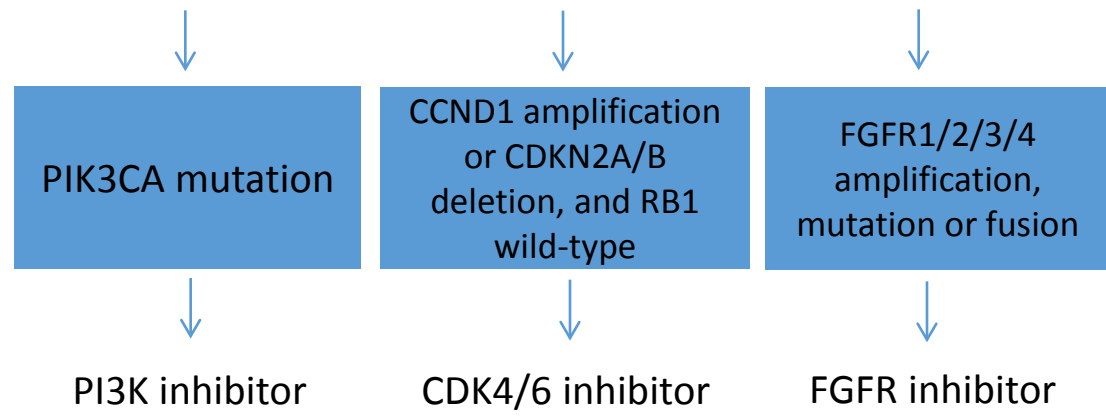 PIK3CA mutation
CCND1 amplification
or CDKN2A/B
deletion, and RB1
wild-type
FGFR1/2/3/4
amplification,
mutation or fusion
PI3K inhibitor
CDK4/6 inhibitor
FGFR inhibitor